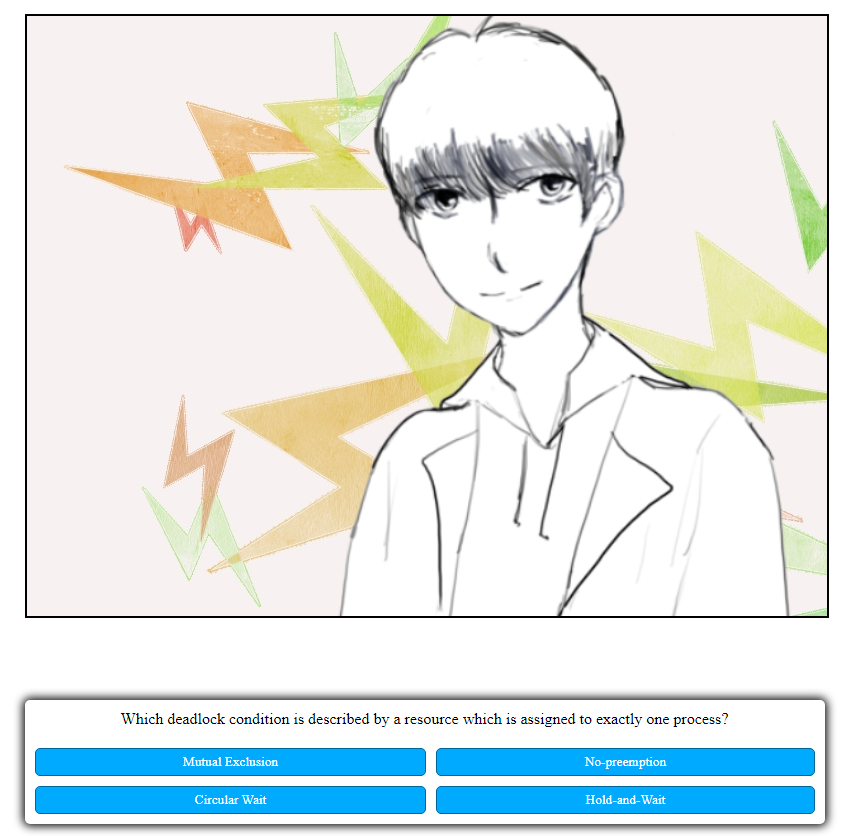 Which deadlock condition is described by a resource which is assigned to exactly one process?
Mutual Exclusion
No-preemption
Circular Wait
Hold-and-Wait